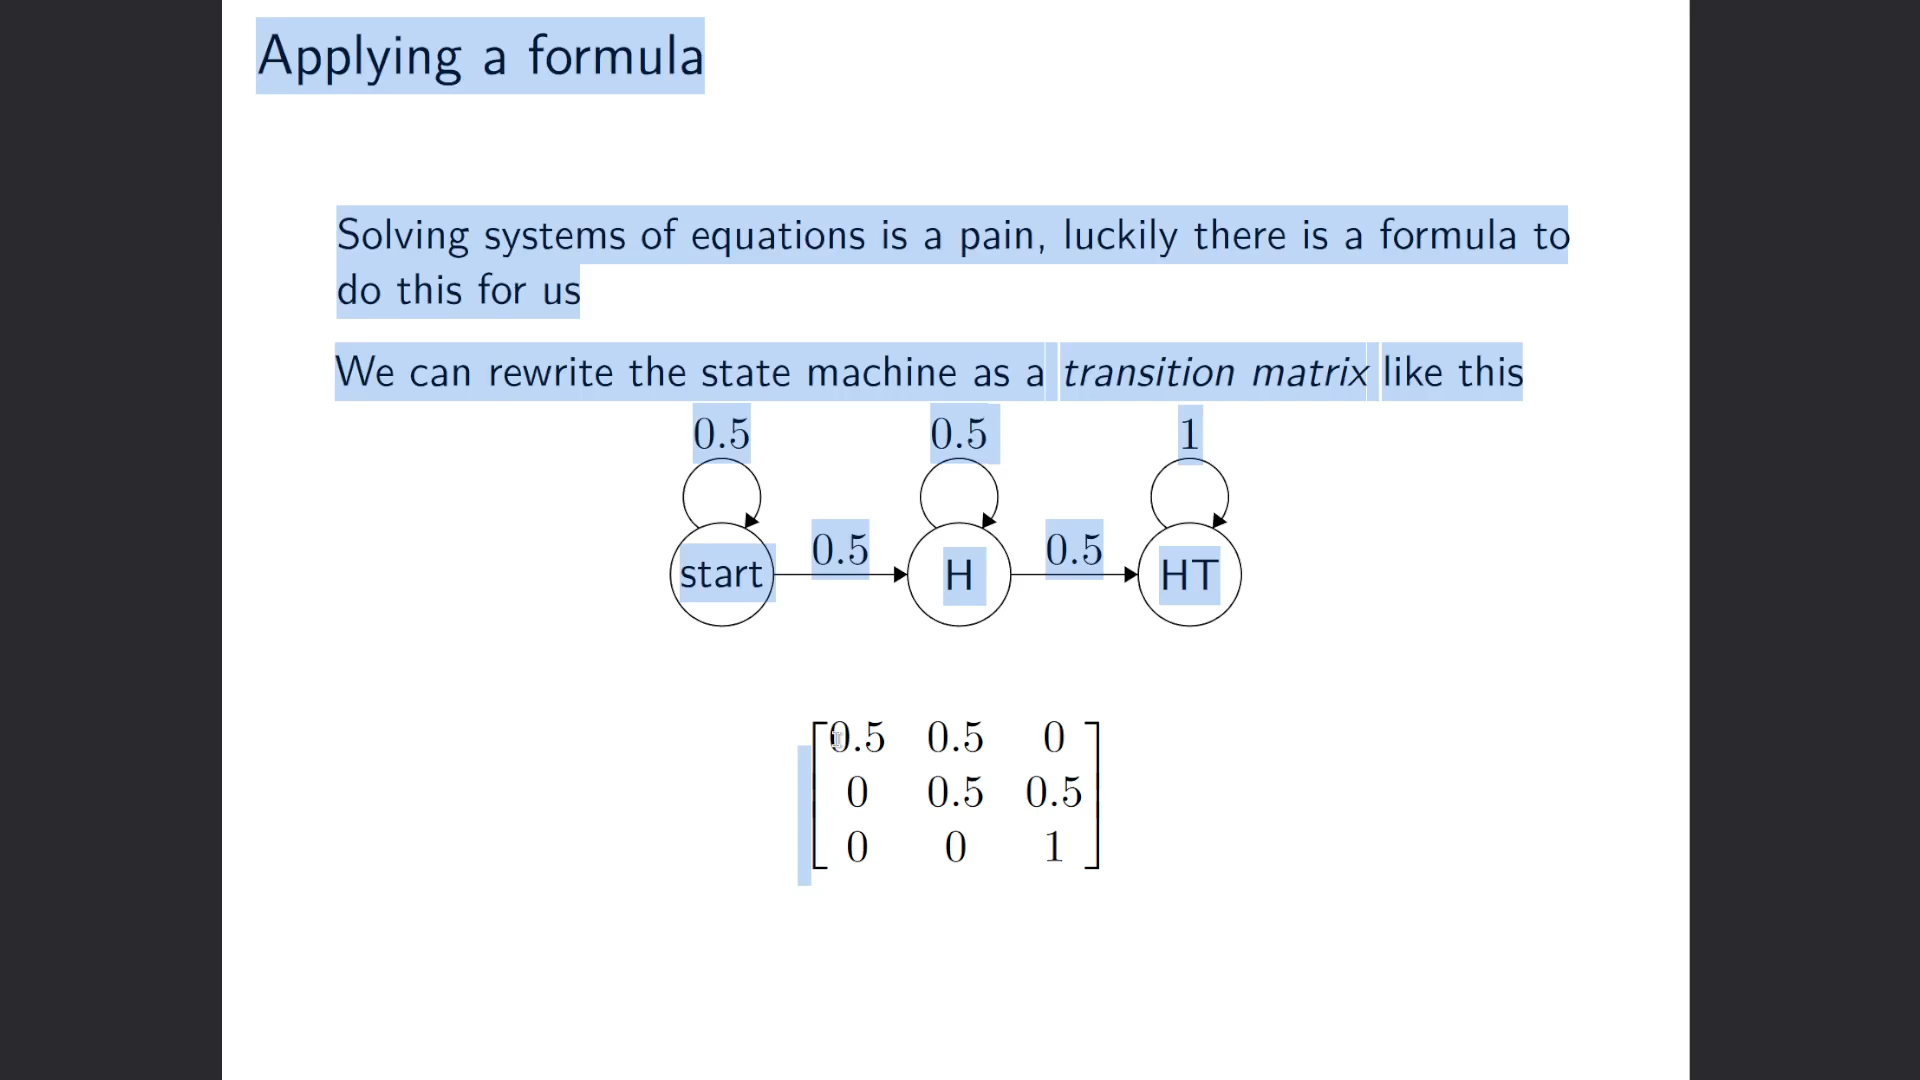 Applying a formula
Solving systems of equations is a pain, luckily there is a formula to
do this for us
We can rewrite the state machine as a transition matrix like this
0.5 0.5 1
0.5 0.5
start H HT
0.5 0.5 0
0 0.5 0.5
0 0 1